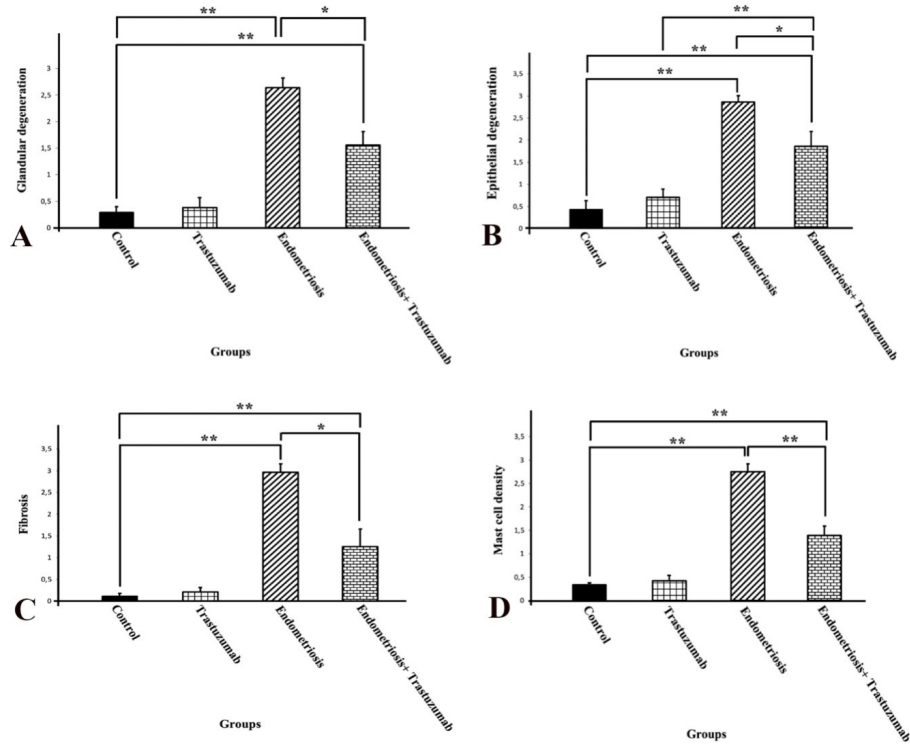 ** *
**
Glandular degeneration
3
2,5
2
1,5
1
0,5
0
Control
Trastuzumab
Endometriosis
Endometriosis+ Trastuzumab
Groups
A
**
*
**
**
Epithelial degeneration
3,5
3
2,5
2
1,5
1
0,5
0
Control
Trastuzumab
Endometriosis
Endometriosis+ Trastuzumab
Groups
B
**
*
**
Fibrosis
3,5
3
2,5
2
1,5
1
0,5
0
Control
Trastuzumab
Endometriosis
Endometriosis+ Trastuzumab
Groups
C
**
** **
Mast cell density
3,5
3
2,5
2
1,5
1
0,5
0
Control
Trastuzumab
Endometriosis
Endometriosis+ Trastuzumab
Groups
D